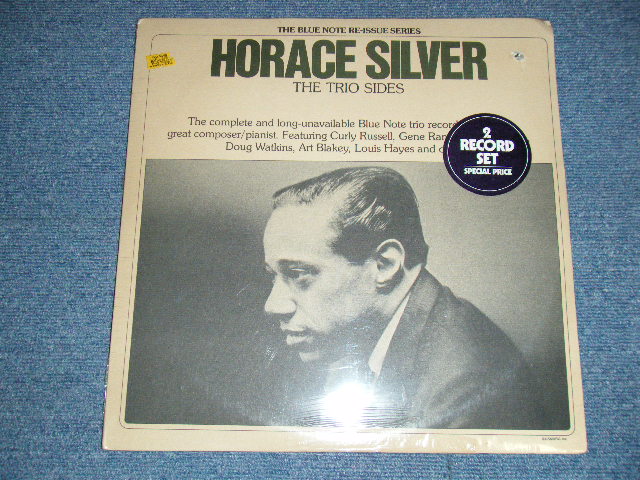 THE BLUE NOTE RE-ISSUE SERIES
HORACE SILVER
THE TRIO SIDES
The complete and long-unavailable Blue Note trio
great composer/pianist. Featuring Curly Russell, Gene
Doug Watkins, Art Blakey, Louis Hayes and
2
RECORD
SET
SPECIAL PRICE